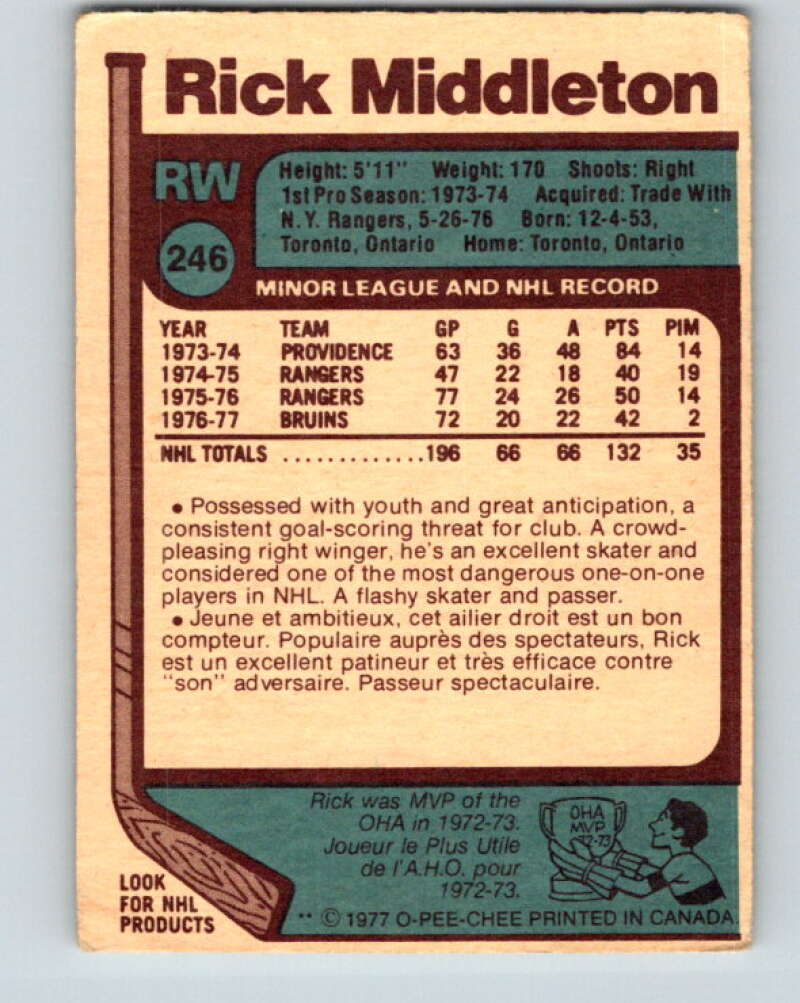 Rick Middleton
RW
246
Height: 5'11" Weight: 170 Shoots: Right
1st Pro Season: 1973-74 Acquired: Trade With
N.Y. Rangers, 5-26-76 Born: 12-4-53,
Toronto, Ontario Home: Toronto, Ontario
MINOR LEAGUE AND NHL RECORD
YEAR TEAM GP G A PTS PIM
1973-74 PROVIDENCE 63 36 48 84 14
1974-75 RANGERS 47 22 18 40 19
1975-76 RANGERS 77 24 26 50 14
1976-77 BRUINS 72 20 22 42 2
NHL TOTALS .............196 66 66 132 35
• Possessed with youth and great anticipation, a
consistent goal-scoring threat for club. A crowd-
pleasing right winger, he's an excellent skater and
considered one of the most dangerous one-on-one
players in NHL. A flashy skater and passer.
• Jeune et ambitieux, cet ailier droit est un bon
compteur. Populaire auprès des spectateurs, Rick
est un excellent patineur et très efficace contre
"son" adversaire. Passeur spectaculaire.
Rick was MVP of the
OHA in 1972-73.
Joueur le Plus Utile
de l'A.H.O. pour
1972-73.
OHA
MVP
72-73
LOOK
FOR NHL
PRODUCTS
** © 1977 O-PEE-CHEE PRINTED IN CANADA.